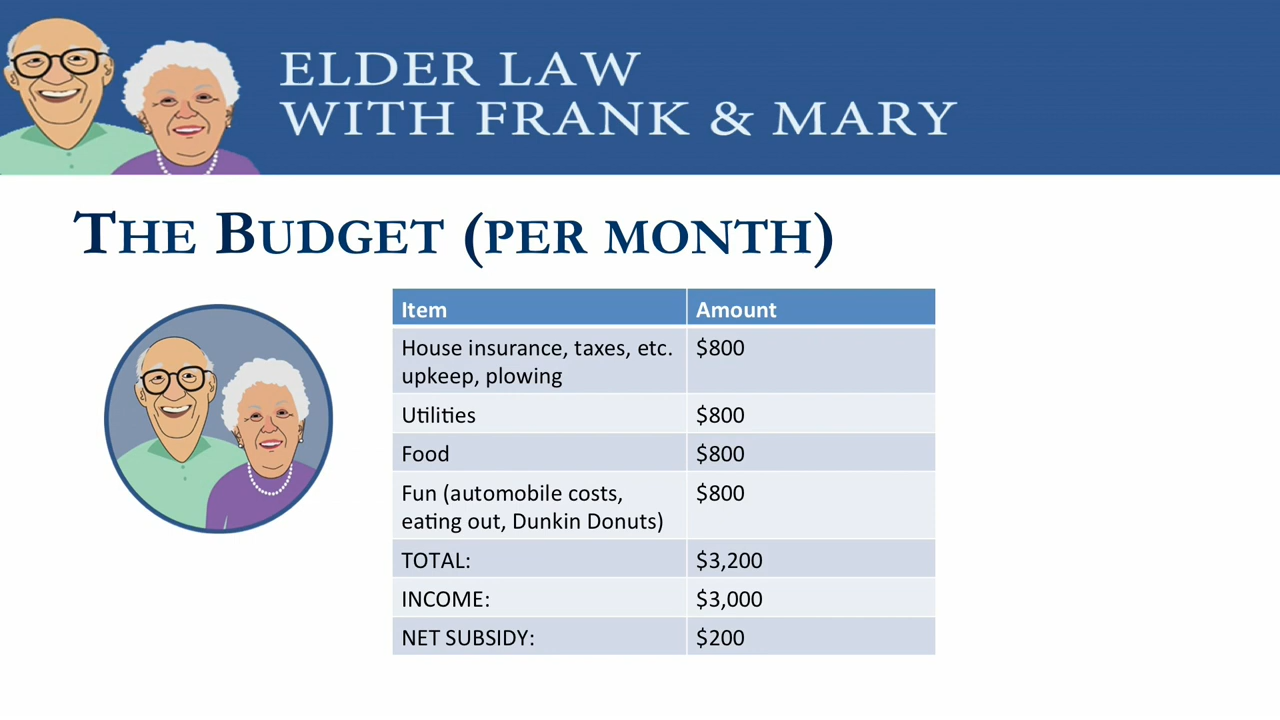 ELDER LAW
WITH FRANK & MARY
THE BUDGET (PER MONTH)
Item Amount
House insurance, taxes, etc. $800
upkeep, plowing
Utilities $800
Food $800
Fun (automobile costs, $800
eating out, Dunkin Donuts)
TOTAL: $3,200
INCOME: $3,000
NET SUBSIDY: $200